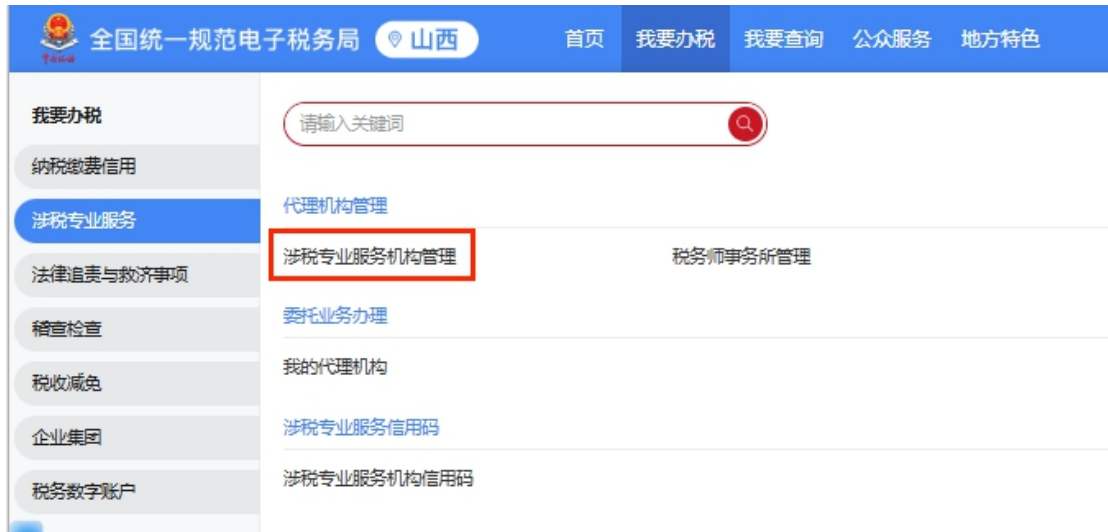 全国统一规范电子税务局 山西 首页 我要办税 我要查询 公众服务 地方特色
中国税务
我要办税
请输入关键词
纳税缴费信用
代理机构管理
涉税专业服务
涉税专业服务机构管理 税务师事务所管理
法律追责与救济事项
委托业务办理
稽查检查
我的代理机构
税收减免
涉税专业服务信用码
企业集团
涉税专业服务机构信用码
税务数字账户